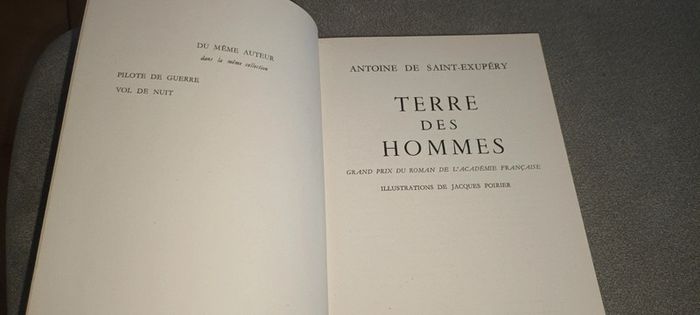 DU MÊME AUTEUR
dans la même collection
PILOTE DE GUERRE
VOL DE NUIT
ANTOINE DE SAINT-EXUPÉRY
TERRE
DES
HOMMES
GRAND PRIX DU ROMAN DE L'ACADÉMIE FRANÇAISE
ILLUSTRATIONS DE JACQUES POIRIER